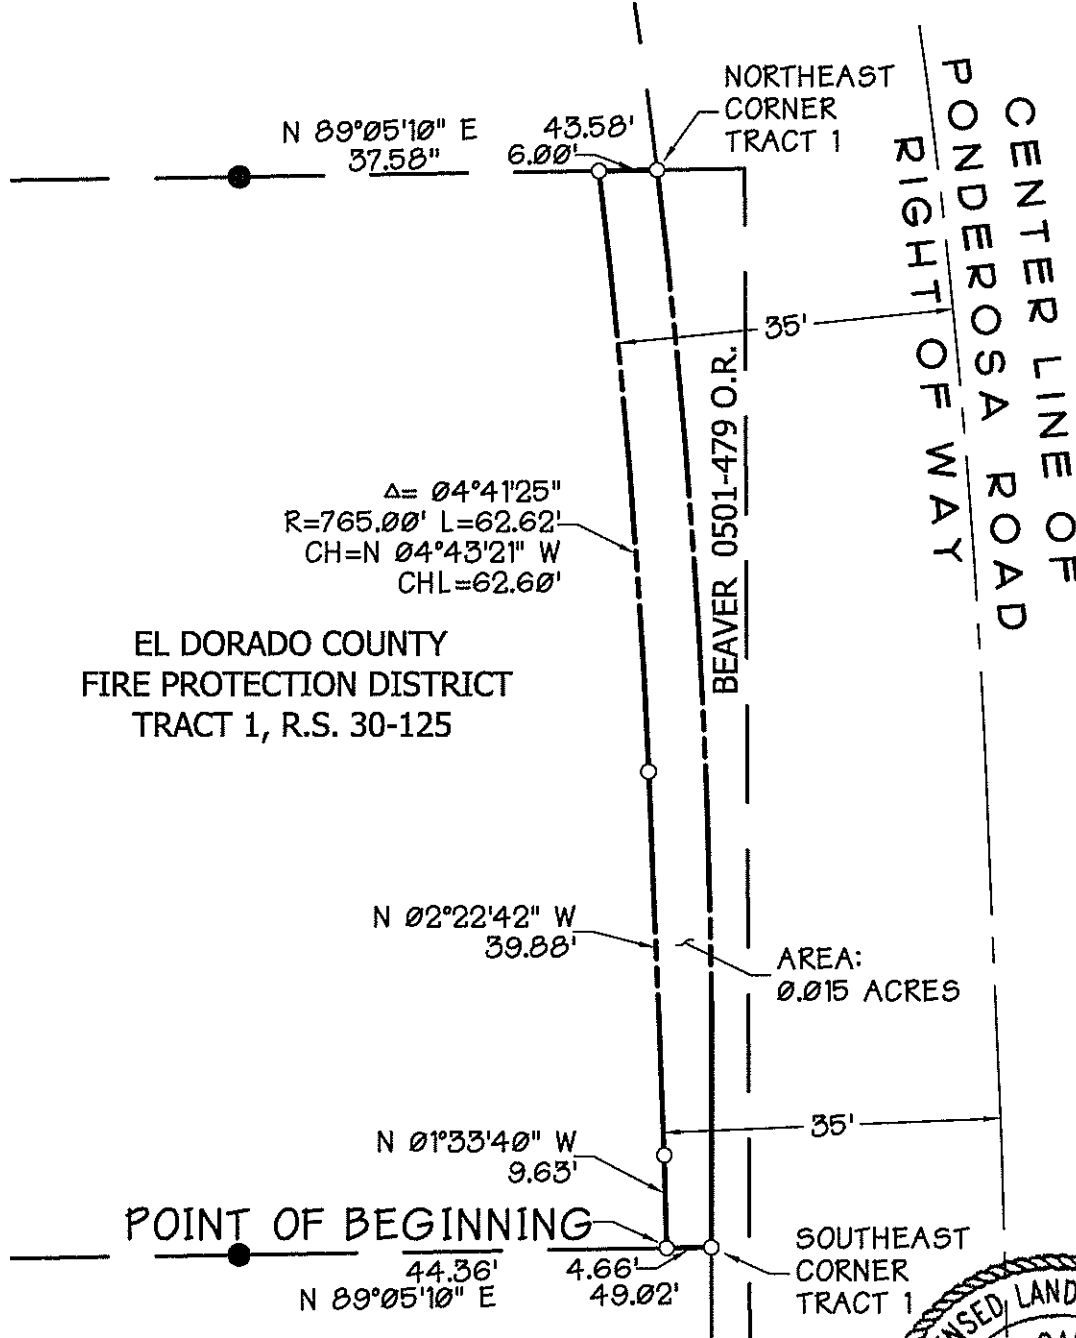 NORTHEAST
CORNER
TRACT 1
N 89°05'10" E
37.58"
43.58'
6.00'
CENTER LINE OF
PONDEROSA ROAD
RIGHT OF WAY
35'
BEAVER 0501-479 O.R.
Δ= 04°41'25"
R=765.00' L=62.62'
CH=N 04°43'21" W
CHL=62.60'
EL DORADO COUNTY
FIRE PROTECTION DISTRICT
TRACT 1, R.S. 30-125
N 02°22'42" W
39.88'
AREA:
0.015 ACRES
35'
N 01°33'40" W
9.63'
POINT OF BEGINNING
44.36'
N 89°05'10" E
4.66'
49.02'
SOUTHEAST
CORNER
TRACT 1
LAND